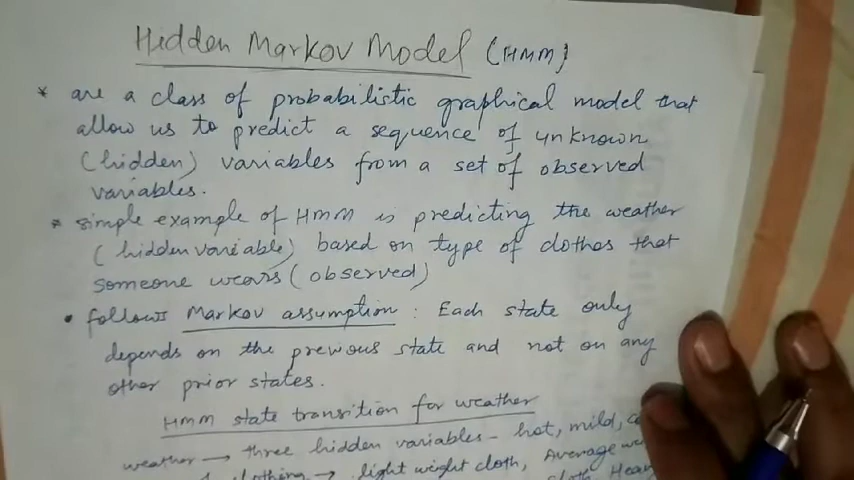 Hidden Markov Model (HMM)
* are a class of probabilistic graphical model that
allow us to predict a sequence of unknown
(hidden) variables from a set of observed
variables.
* simple example of HMM is predicting the weather
(hidden variable) based on type of clothes that
someone wears (observed)
• follows Markov assumption : Each state only
depends on the previous state and not on any
other prior states.
HMM state transition for weather
weather → three hidden variables - hot, mild,
clothing → light weight cloth, Average
cloth Heavy